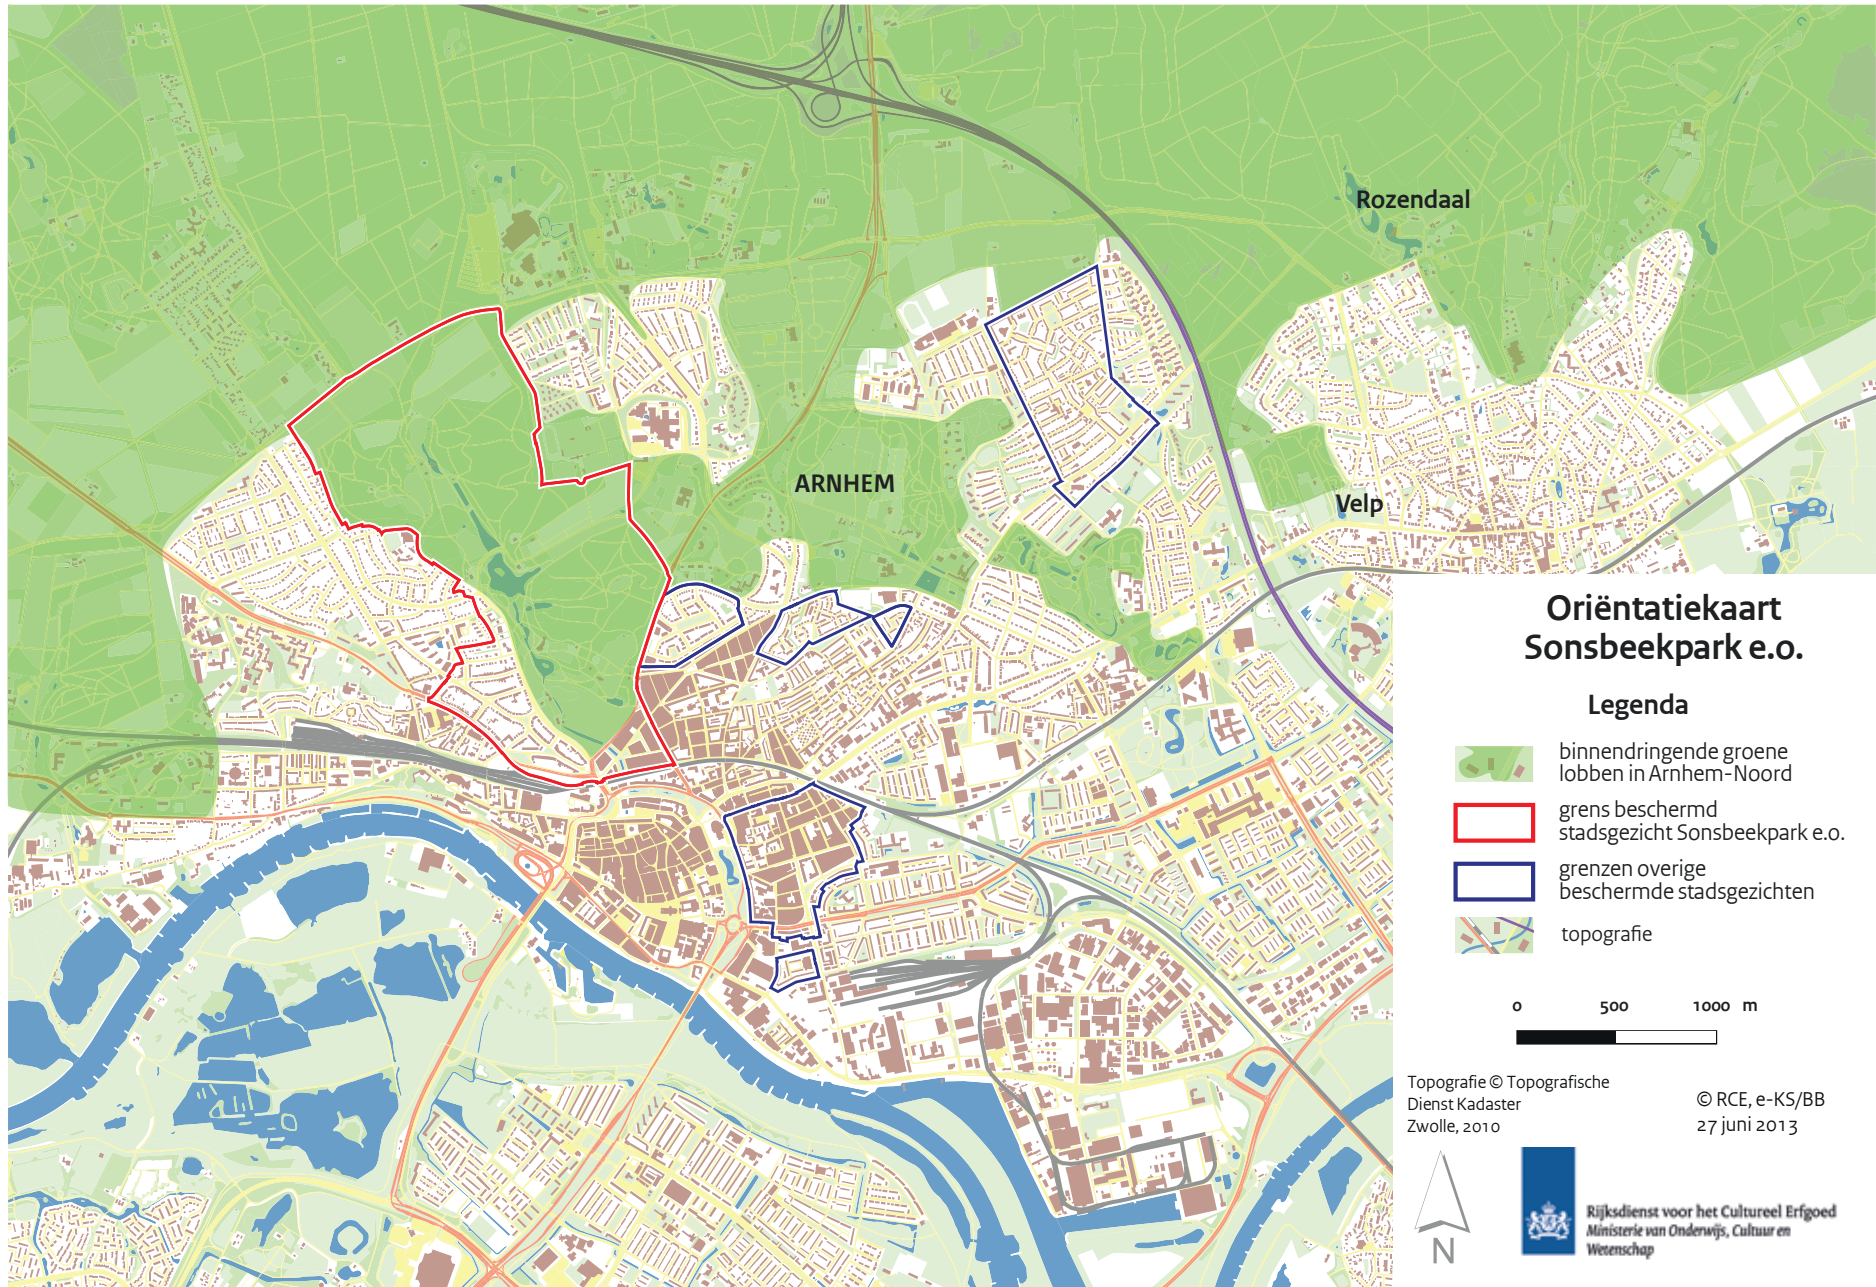 Rozendaal
ARNHEM
Velp
Oriëntatiekaart
Sonsbeekpark e.o.
Legenda
binnendringende groene
lobben in Arnhem-Noord
grens beschermd
stadsgezicht Sonsbeekpark e.o.
grenzen overige
beschermde stadsgezichten
topografie
0 500 1000 m
Topografie © Topografische
Dienst Kadaster
Zwolle, 2010
© RCE, e-KS/BB
27 juni 2013
N
Rijksdienst voor het Cultureel Erfgoed
Ministerie van Onderwijs, Cultuur en
Wetenschap